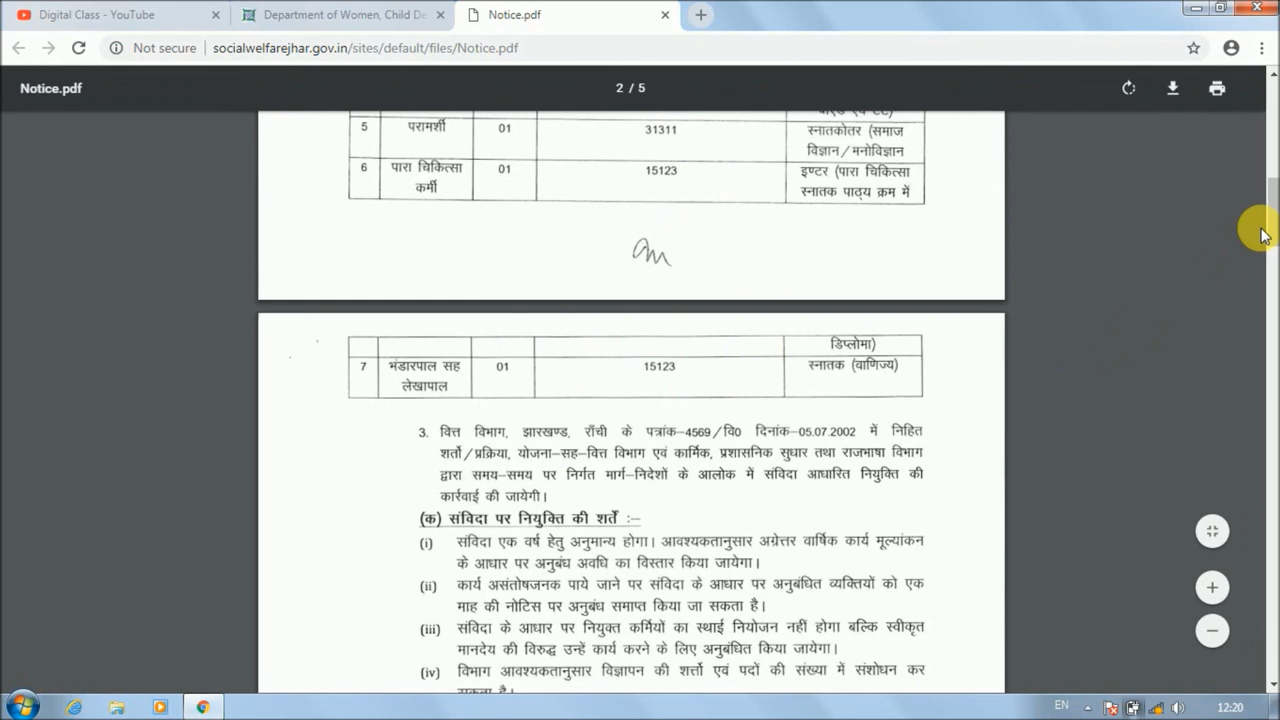 Digital Class - YouTube
Department of Women, Child De
Notice.pdf
Not secure
socialwelfarejhar.gov.in/sites/default/files/Notice.pdf
Notice.pdf
2 / 5
5 परामर्शी 01 31311 स्नातकोतर (समाज
विज्ञान/मनोविज्ञान
6 पारा चिकित्सा 01 15123 इण्टर (पारा चिकित्सा
कर्मी स्नातक पाठ्य क्रम में
डिप्लोमा)
7 भंडारपाल सह 01 15123 स्नातक (वाणिज्य)
लेखापाल
3. वित्त विभाग, झारखण्ड, राँची के पत्रांक-4569/वि0 दिनांक-05.07.2002 में निहित
शर्तो/प्रक्रिया, योजना-सह-वित्त विभाग एवं कार्मिक, प्रशासनिक सुधार तथा राजभाषा विभाग
द्वारा समय-समय पर निर्गत मार्ग-निदेशों के आलोक में संविदा आधारित नियुक्ति की
कार्रवाई की जायेगी।
(क) संविदा पर नियुक्ति की शर्तें :-
(i) संविदा एक वर्ष हेतु अनुमान्य होगा। आवश्यकतानुसार अग्रेत्तर वार्षिक कार्य मूल्यांकन
के आधार पर अनुबंध अवधि का विस्तार किया जायेगा।
(ii) कार्य असंतोषजनक पाये जाने पर संविदा के आधार पर अनुबंधित व्यक्तियों को एक
माह की नोटिस पर अनुबंध समाप्त किया जा सकता है।
(iii) संविदा के आधार पर नियुक्त कर्मियों का स्थाई नियोजन नहीं होगा बल्कि स्वीकृत
मानदेय की विरुद्ध उन्हें कार्य करने के लिए अनुबंधित किया जायेगा।
(iv) विभाग आवश्यकतानुसार विज्ञापन की शर्त्तो एवं पदों की संख्या में संशोधन कर
सकता है।
EN
12:20